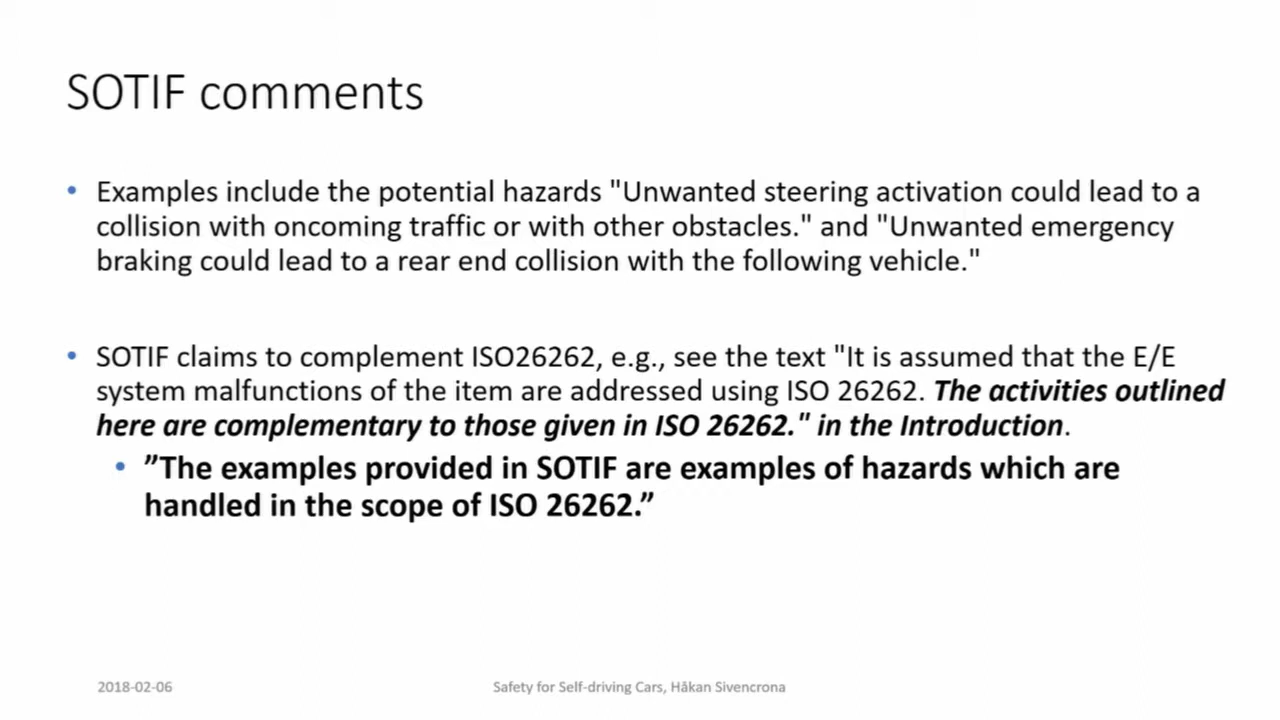 SOTIF comments
• Examples include the potential hazards "Unwanted steering activation could lead to a
collision with oncoming traffic or with other obstacles." and "Unwanted emergency
braking could lead to a rear end collision with the following vehicle."
• SOTIF claims to complement ISO26262, e.g., see the text "It is assumed that the E/E
system malfunctions of the item are addressed using ISO 26262. The activities outlined
here are complementary to those given in ISO 26262." in the Introduction.
• ”The examples provided in SOTIF are examples of hazards which are
handled in the scope of ISO 26262.”
2018-02-06
Safety for Self-driving Cars, Håkan Sivencrona